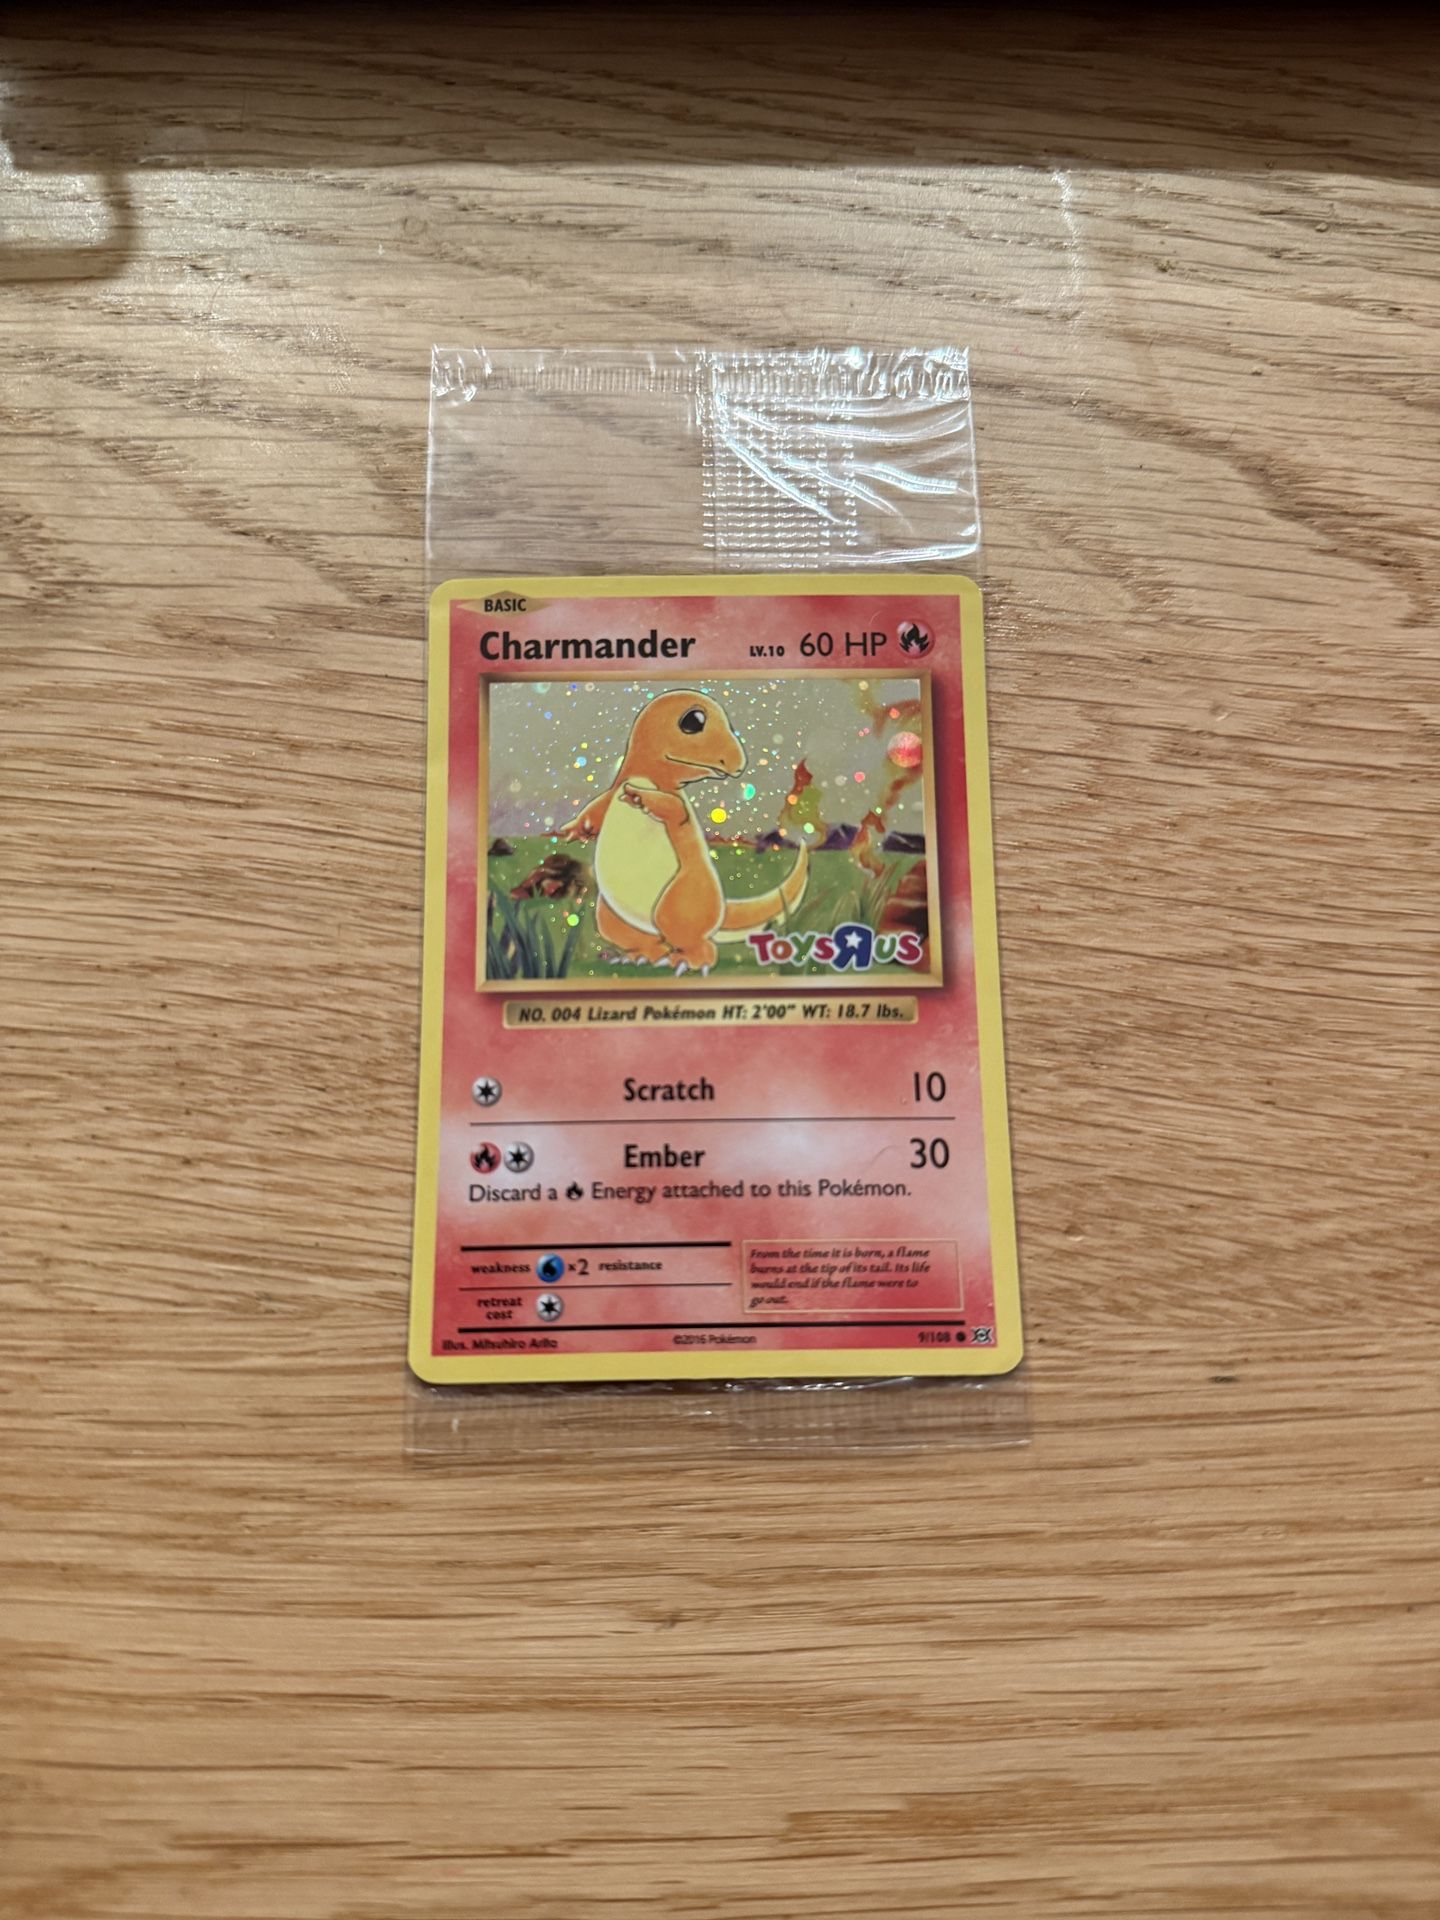 BASIC
Charmander LV.10 60 HP
ToysRus
NO. 004 Lizard Pokémon HT: 2'00" WT: 18.7 lbs.
Scratch 10
Ember 30
Discard a Energy attached to this Pokémon.
weakness ×2 resistance
retreat
cost
From the time it is born, a flame
burns at the tip of its tail. Its life
would end if the flame were to
go out.
Illus. Mitsuhiro Arita ©2016 Pokémon 9/108